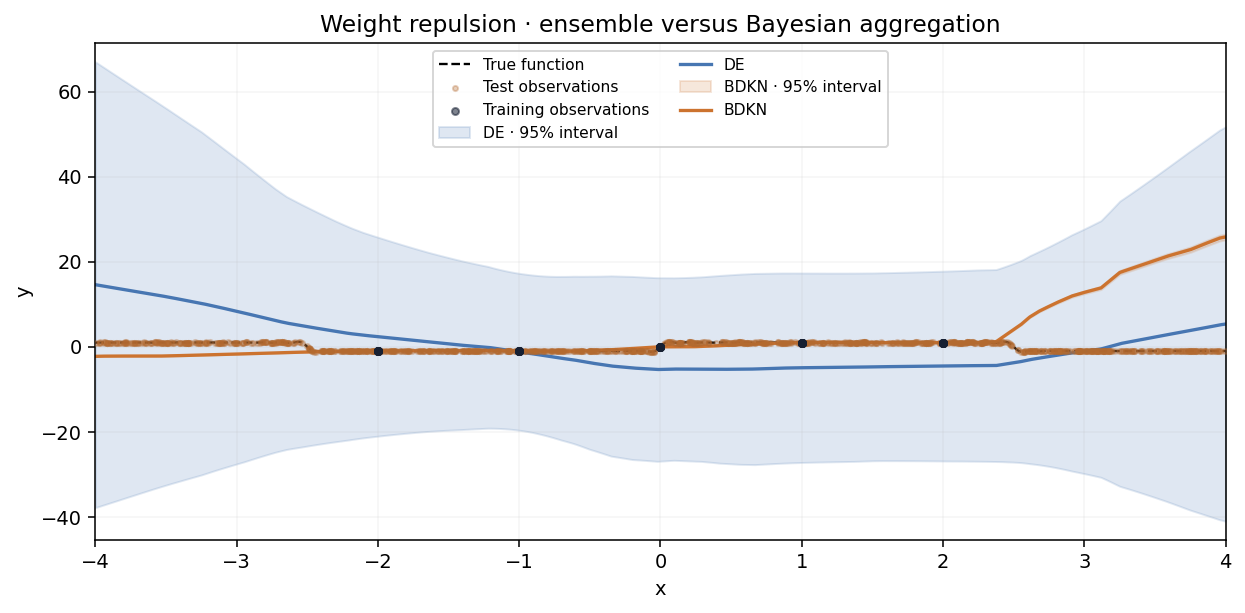 Weight repulsion · ensemble versus Bayesian aggregation
True function
Test observations
Training observations
DE · 95% interval
DE
BDKN · 95% interval
BDKN
y
60
40
20
0
−20
−40
−4
−3
−2
−1
0
1
2
3
4
x